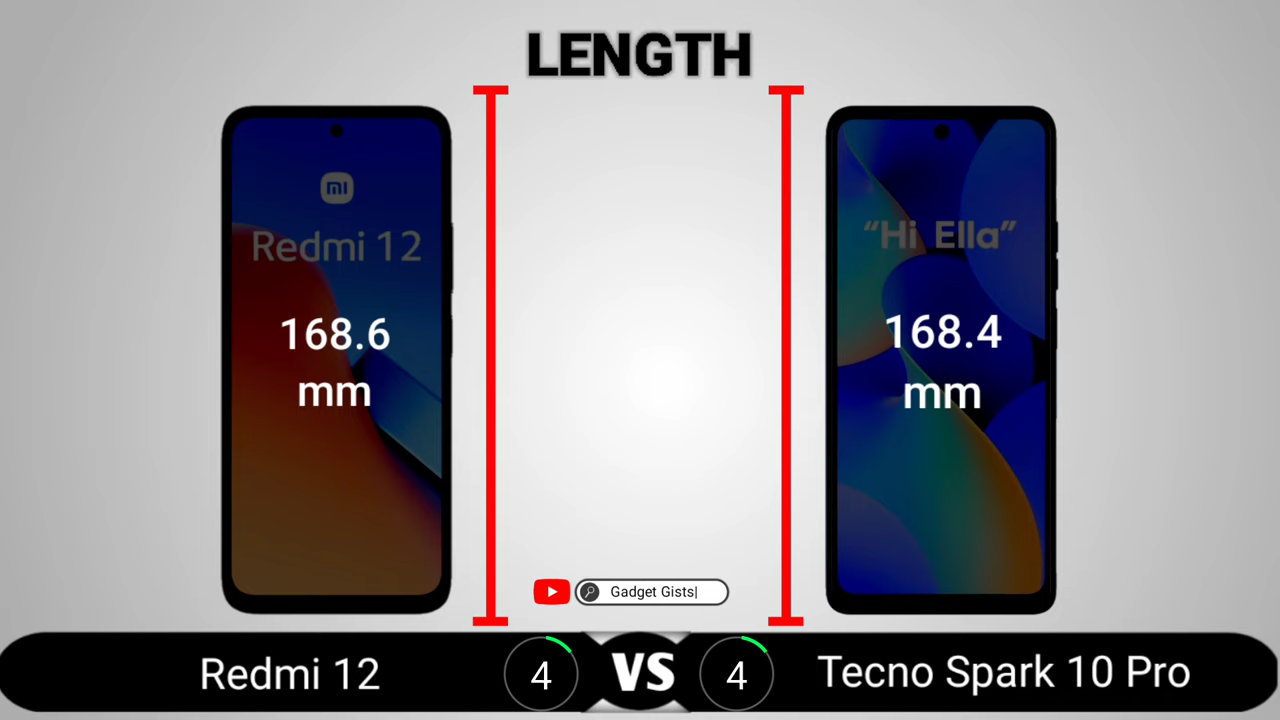 LENGTH
mi
Redmi 12
168.6
mm
“Hi Ella”
168.4
mm
Gadget Gists|
Redmi 12
4
VS
4
Tecno Spark 10 Pro